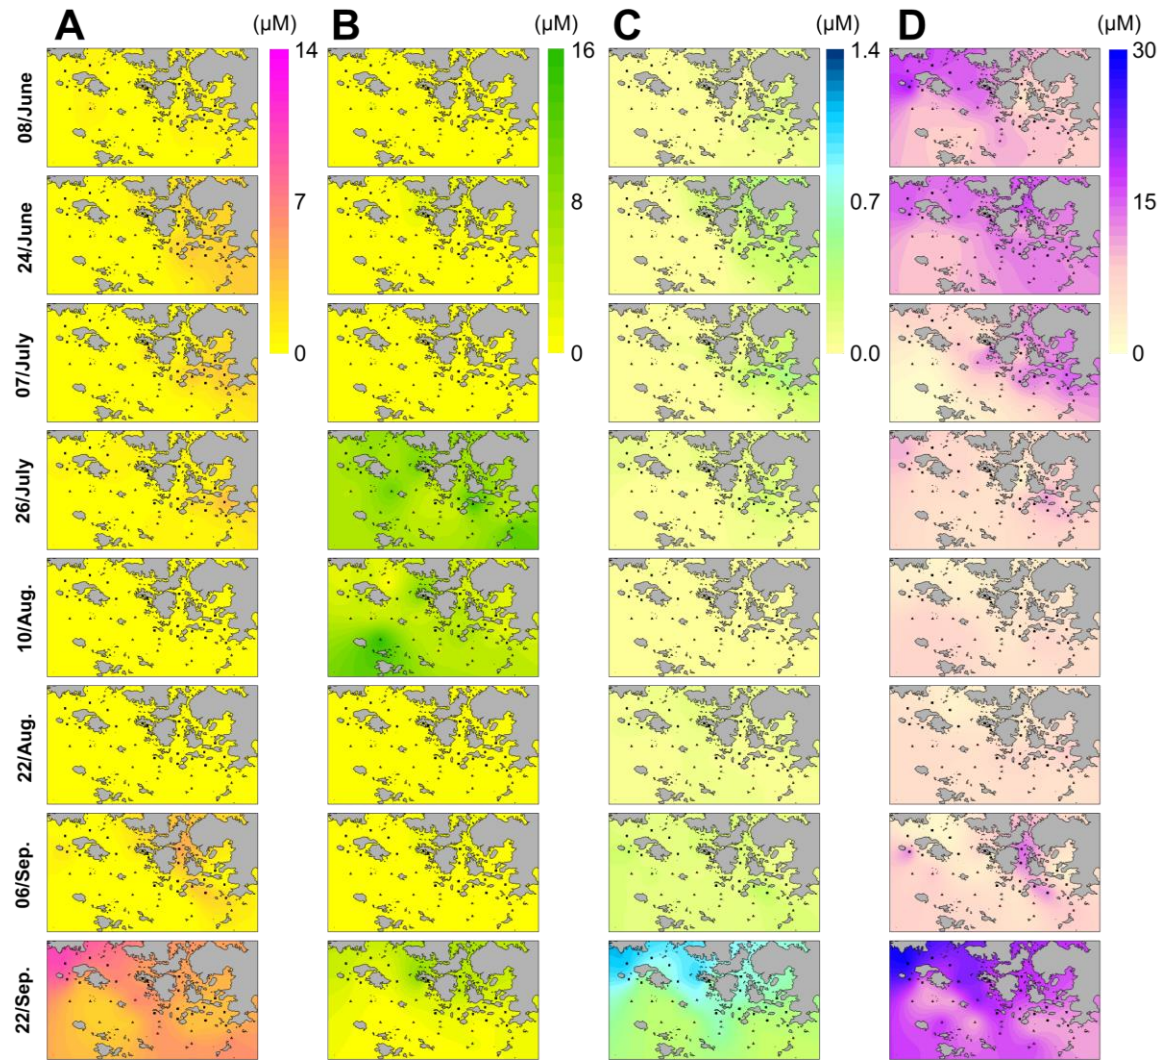 A (µM) B (µM) C (µM) D (µM)
08/June 14 16 1.4 30
24/June 7 8 0.7 15
07/July 0 0 0.0 0
26/July
10/Aug.
22/Aug.
06/Sep.
22/Sep.